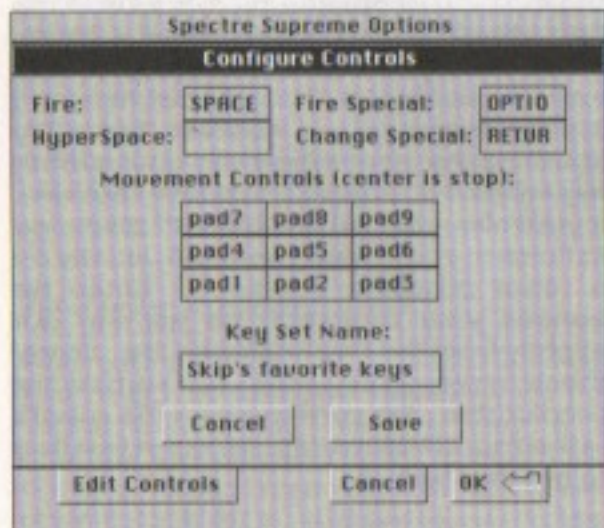 Spectre Supreme Options
Configure Controls
Fire: SPACE Fire Special: OPTIO
HyperSpace: ` Change Special: RETUR
Movement Controls (center is stop):
pad7 pad8 pad9
pad4 pad5 pad6
pad1 pad2 pad3
Key Set Name:
Skip's favorite keys
Cancel Save
Edit Controls Cancel OK